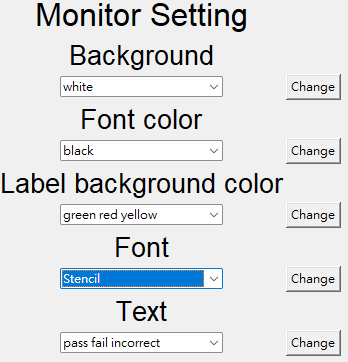 Monitor Setting
Background
white Change
Font color
black Change
Label background color
green red yellow Change
Font
Stencil Change
Text
pass fail incorrect Change